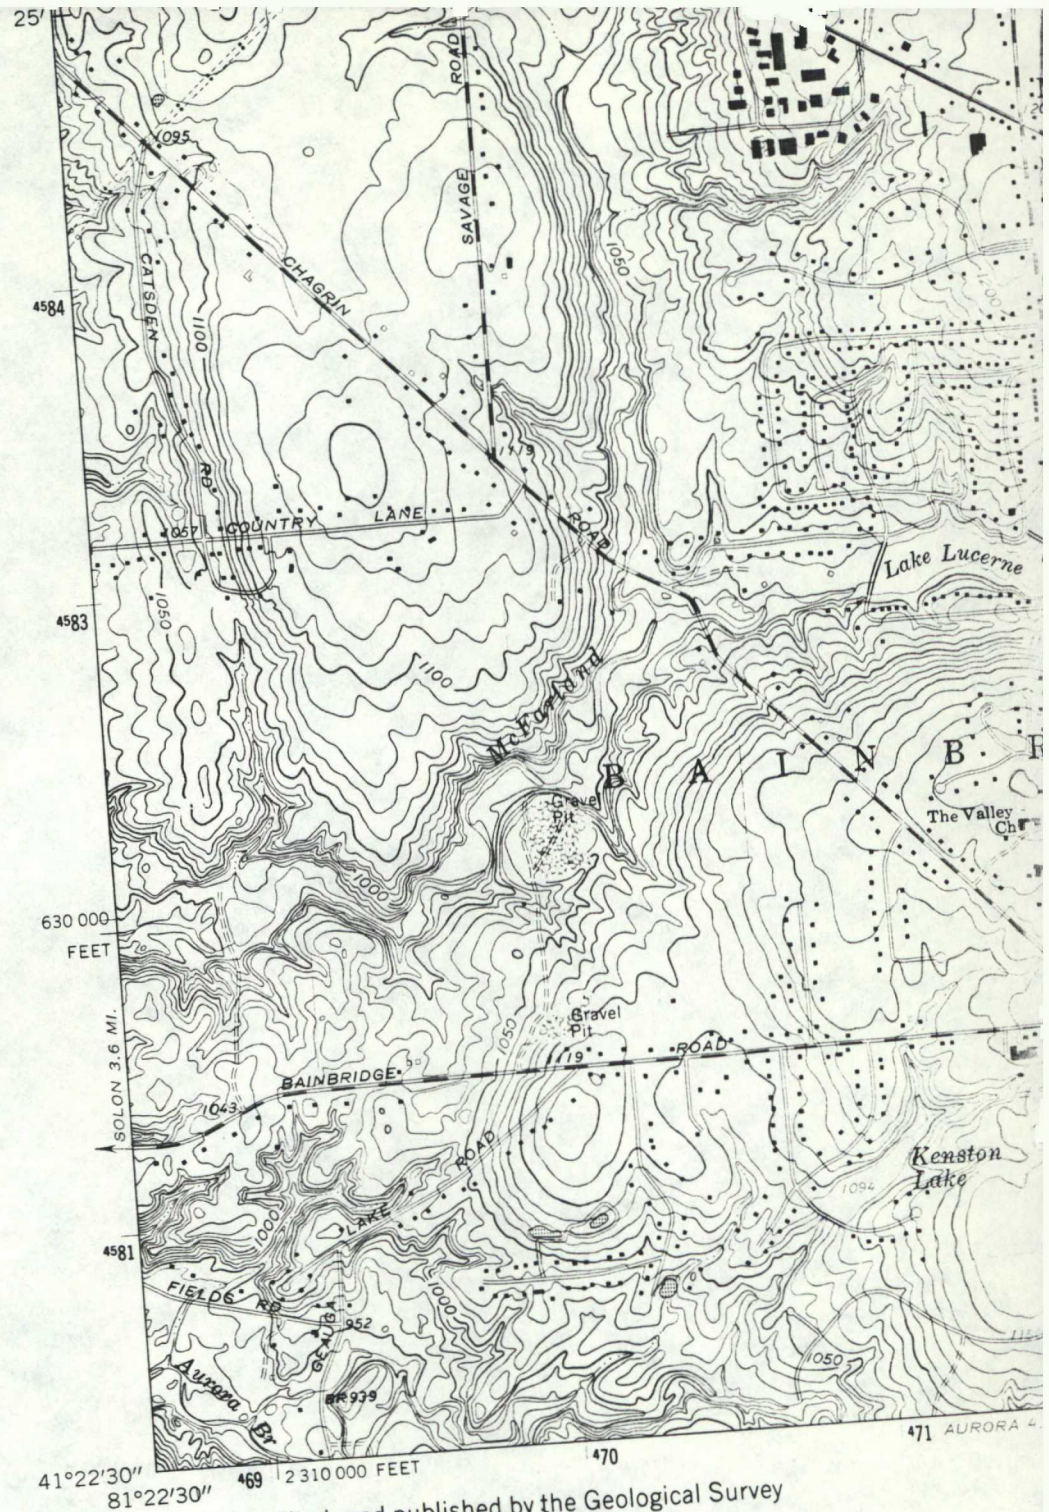 25'
ROAD
1095
SAVAGE
CATSDEN
CHAGRIN
1050
1200
4584
1100
1119
RD
1057
COUNTRY
LANE
ROAD
Lake Lucerne
1050
4583
1100
McFarland
B A I N B R
Gravel
Pit
The Valley
Ch
1000
630 000
FEET
Gravel
Pit
1050
SOLON 3.6 MI.
1119
ROAD
BAINBRIDGE
1043
ROAD
Kenston
Lake
1094
LAKE
1000
4581
FIELDS RD
1000
952
GEAUGA
1050
Aurora Br
BR 939
41°22'30"
81°22'30"
469
2 310 000 FEET
470
471
AURORA 4.
and published by the Geological Survey